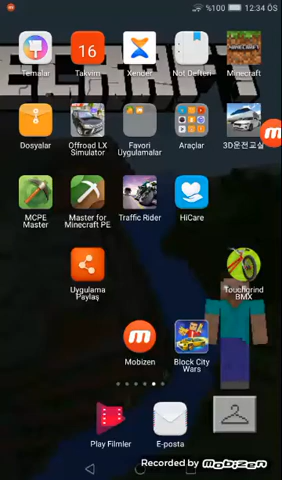 %100 12:34 ÖS
ECRAFT
16
Temalar
Takvim
Xender
Not Defteri
Minecraft
MINECRAFT
Dosyalar
Offroad LX
Simulator
Favori
Uygulamalar
Araçlar
3D운전교실
MCPE
Master
Master for
Minecraft PE
Traffic Rider
HiCare
Uygulama
Paylaş
Touchgrind
BMX
Mobizen
Block City
Wars
Play Filmler
E-posta
Recorded by mobizen